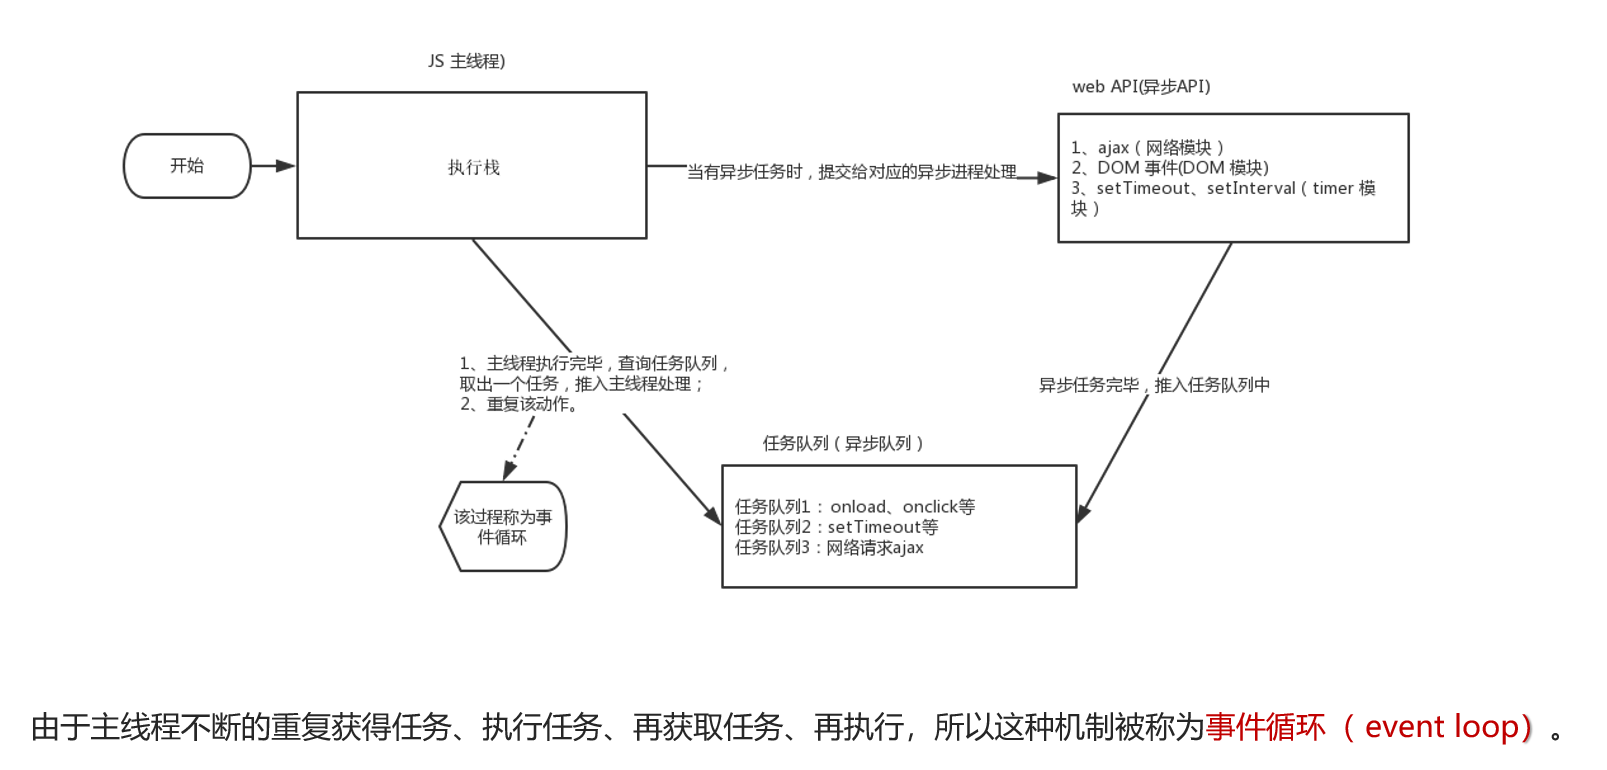 JS 主线程)
web API(异步API)
开始
执行栈
当有异步任务时，提交给对应的异步进程处理
1、ajax（网络模块）
2、DOM 事件(DOM 模块)
3、setTimeout、setInterval（timer 模
块）
1、主线程执行完毕，查询任务队列，
取出一个任务，推入主线程处理；
2、重复该动作。
异步任务完毕，推入任务队列中
任务队列（异步队列）
任务队列1：onload、onclick等
任务队列2：setTimeout等
任务队列3：网络请求ajax
该过程称为事
件循环
由于主线程不断的重复获得任务、执行任务、再获取任务、再执行，所以这种机制被称为事件循环（ event loop）。